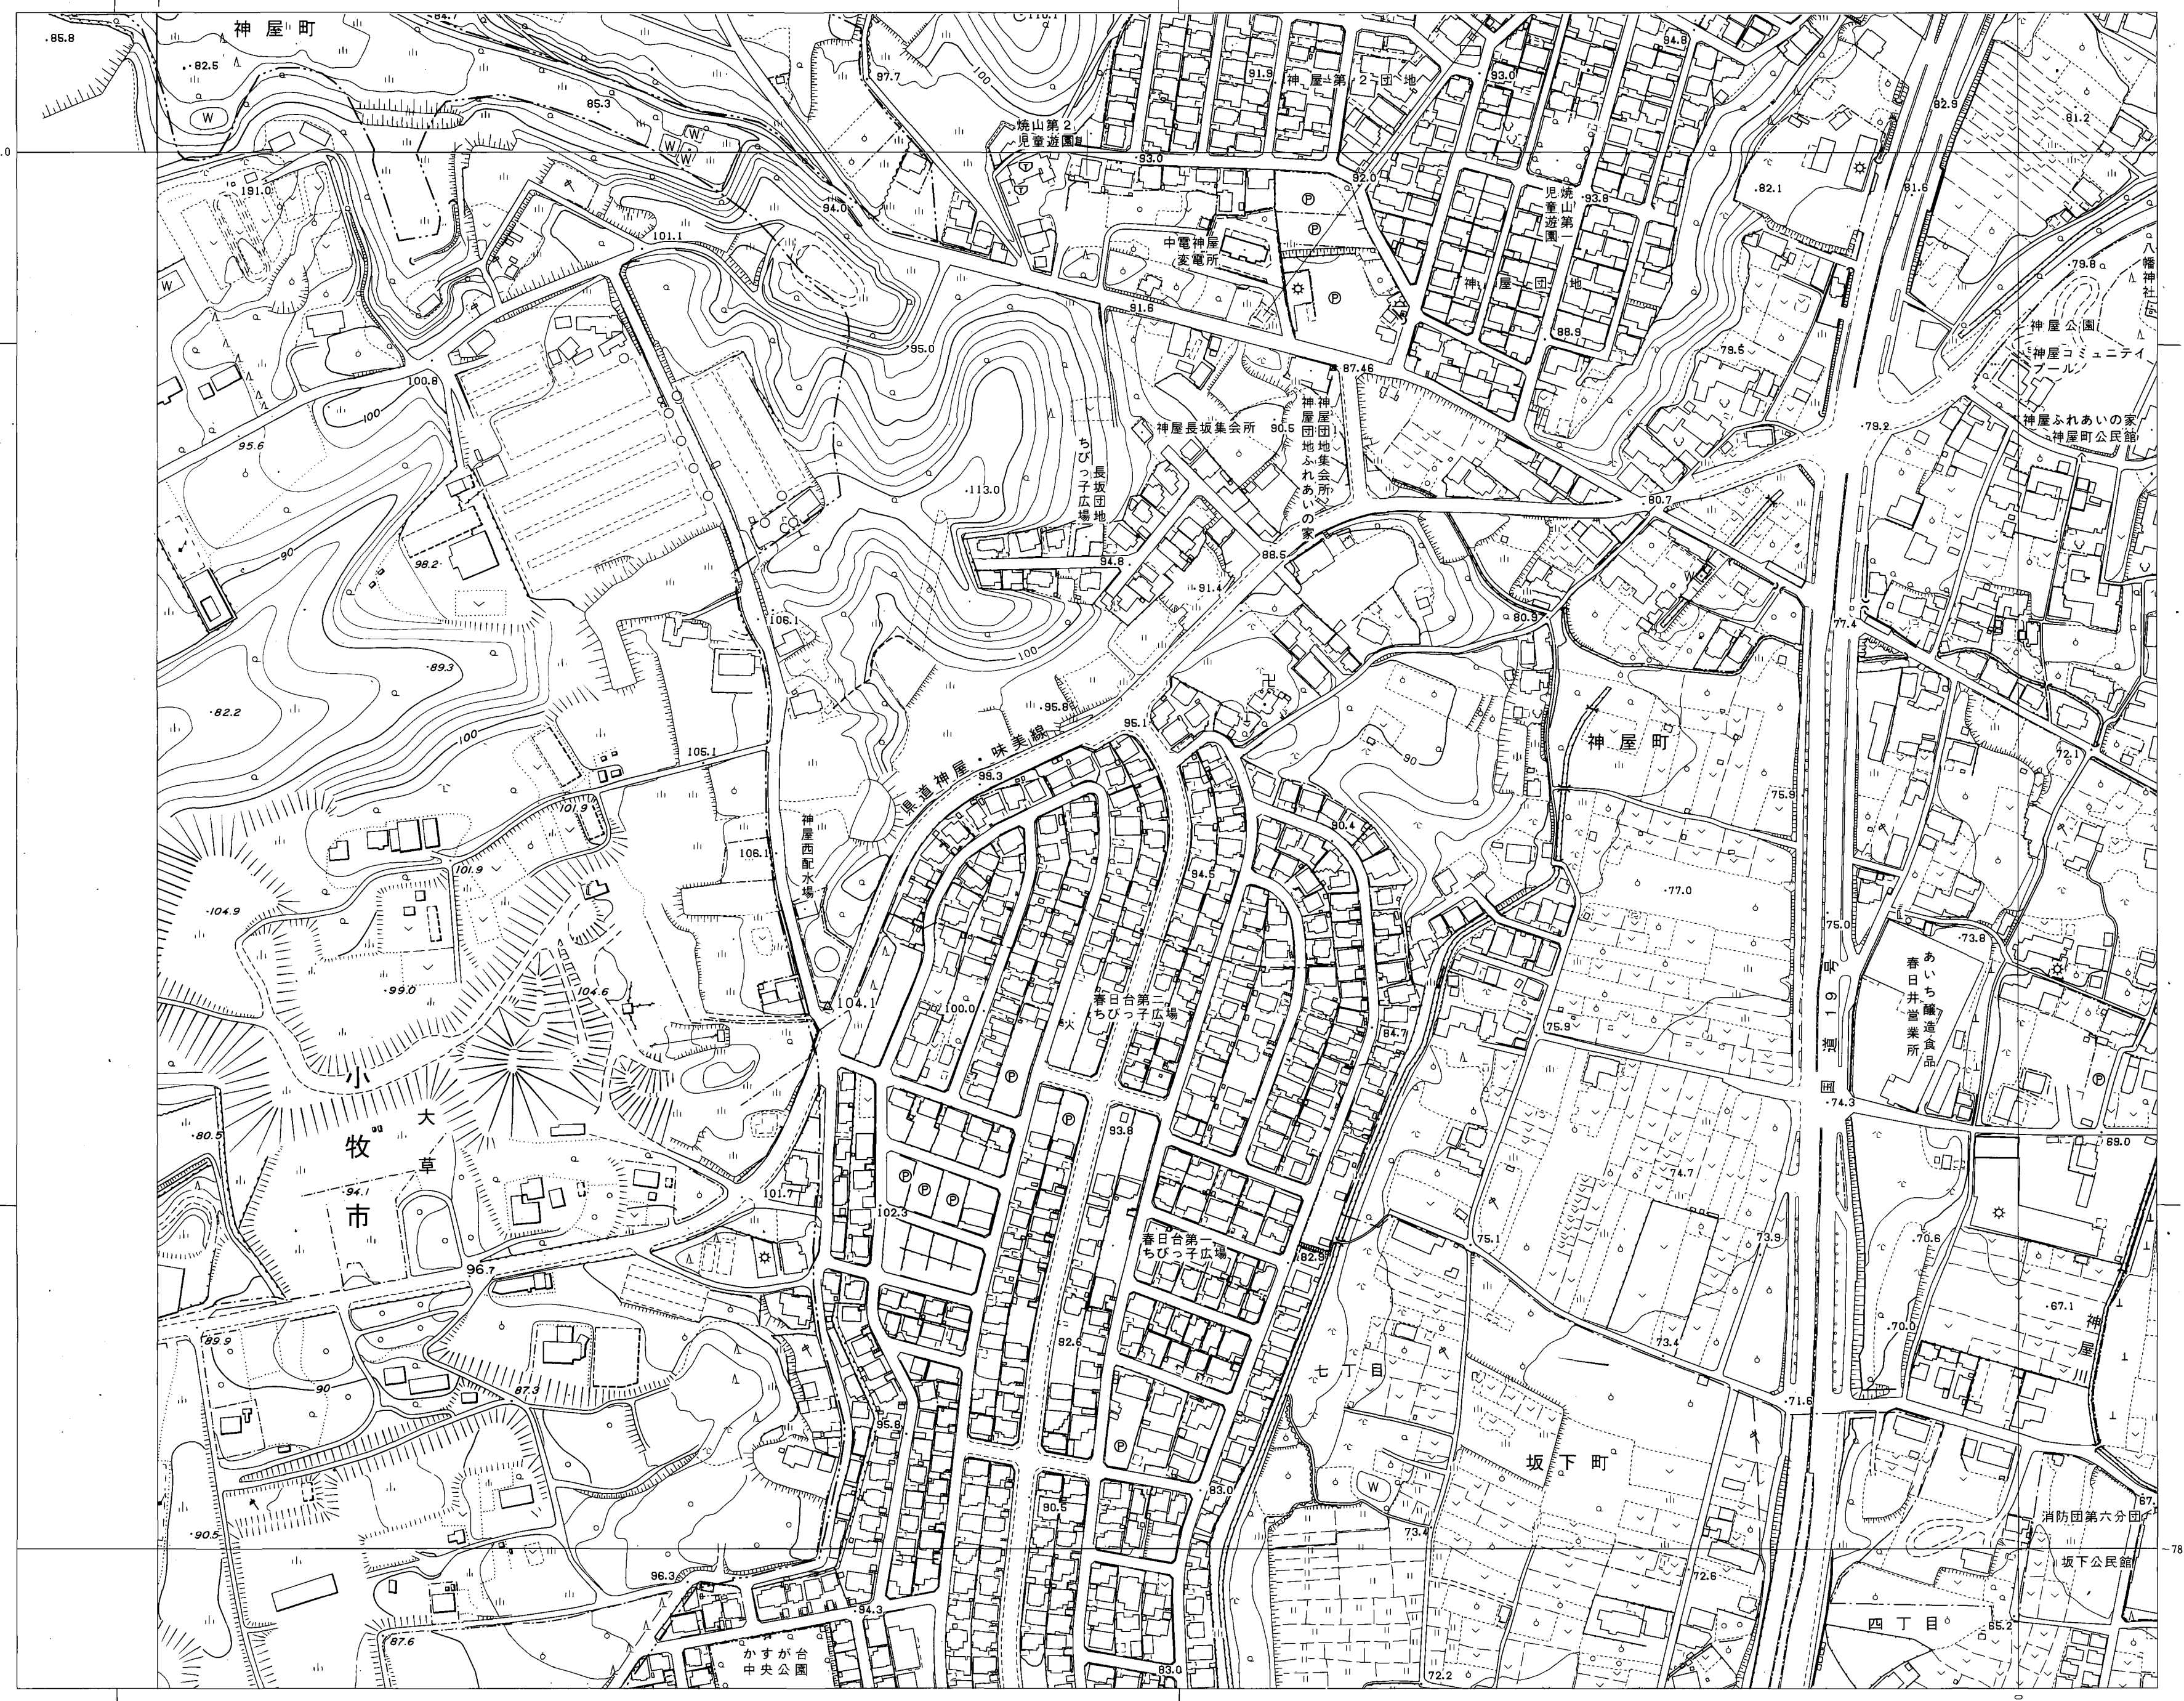 神屋町
85.8
84.7
110.1
82.5
97.7
100
91.9
神屋第2団地
93.0
94.8
85.3
82.9
81.2
W
焼山第2
児童遊園
W
W
W
.0
93.0
92.0
191.0
82.1
81.6
焼山第一
児童遊園
93.8
94.0
P
P
101.1
中電神屋
変電所
八幡神社
79.8
W
神屋団地
P
91.6
神屋公園
88.9
95.0
79.5
神屋コミュニティ
プール
87.46
100.8
100
神屋ふれあいの家
神屋町公民館
79.2
95.6
神屋長坂集会所
90.5
神屋団地集会所
神屋団地ふれあいの家
長坂団地
ちびっ子広場
113.0
80.7
90
88.5
98.2
94.8
91.4
W
106.1
80.9
77.4
89.3
100
82.2
95.8
95.1
神屋町
100
県道神屋・味美線
72.1
105.1
90
99.3
101.9
75.9
神屋西配水場
90.4
106.1
101.9
94.5
77.0
104.9
75.0
73.8
あいち醸造食品
春日井営業所
99.0
104.6
104.1
100.0
春日台第二
ちびっ子広場
火
84.7
75.9
国道19号
P
P
小牧市
74.3
大草
P
93.8
80.5
69.0
74.7
94.1
P
P
P
101.7
102.3
春日台第一
ちびっ子広場
82.9
75.1
73.9
70.6
96.7
67.1
神屋川
89.9
92.6
73.4
70.0
七丁目
90
87.3
71.6
95.8
P
坂下町
83.0
W
90.5
67.
消防団第六分団
90.5
73.4
-78
坂下公民館
96.3
72.6
94.3
四丁目
65.2
87.6
かすが台
中央公園
83.0
72.2